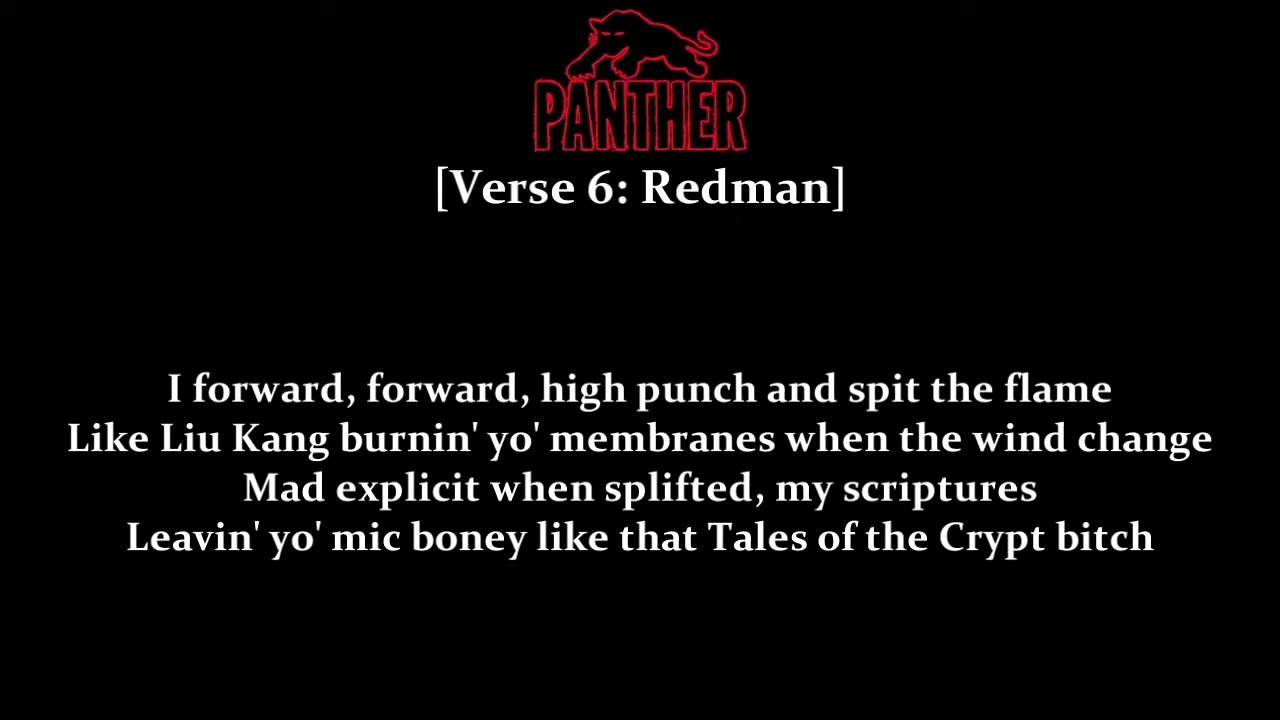 PANTHER
[Verse 6: Redman]
I forward, forward, high punch and spit the flame
Like Liu Kang burnin' yo' membranes when the wind change
Mad explicit when splifted, my scriptures
Leavin' yo' mic boney like that Tales of the Crypt bitch